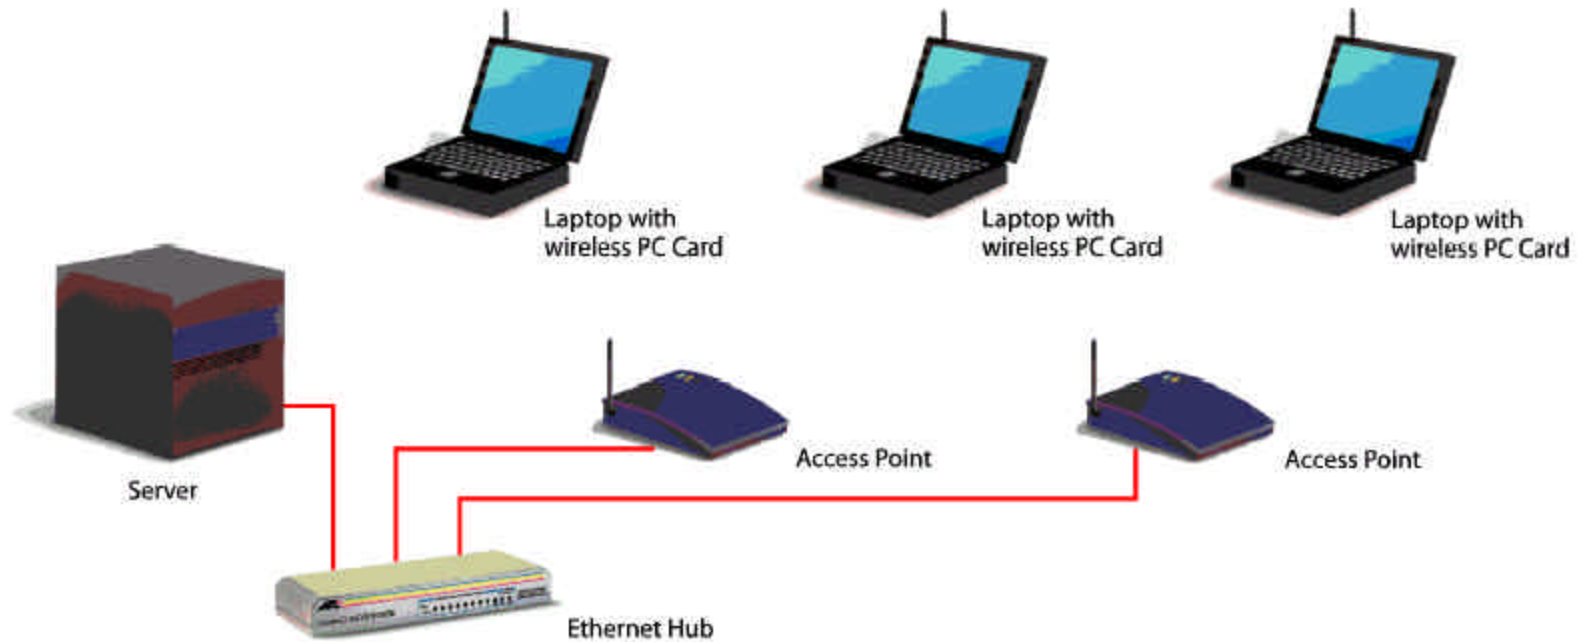 Laptop with
wireless PC Card
Laptop with
wireless PC Card
Laptop with
wireless PC Card
Server
Access Point
Access Point
Ethernet Hub